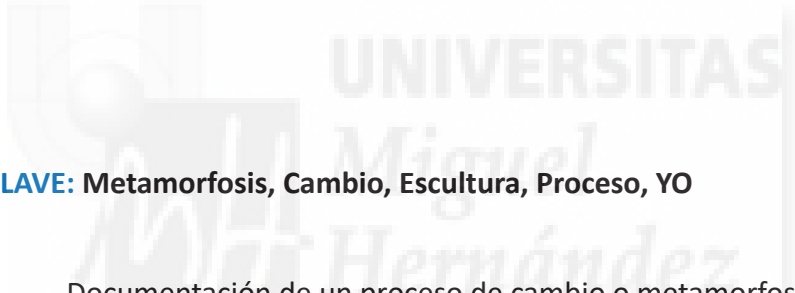 UNIVERSITAS
Miguel
LAVE: Metamorfosis, Cambio, Escultura, Proceso, YO
Hernández
Documentación de un proceso de cambio o metamorfos